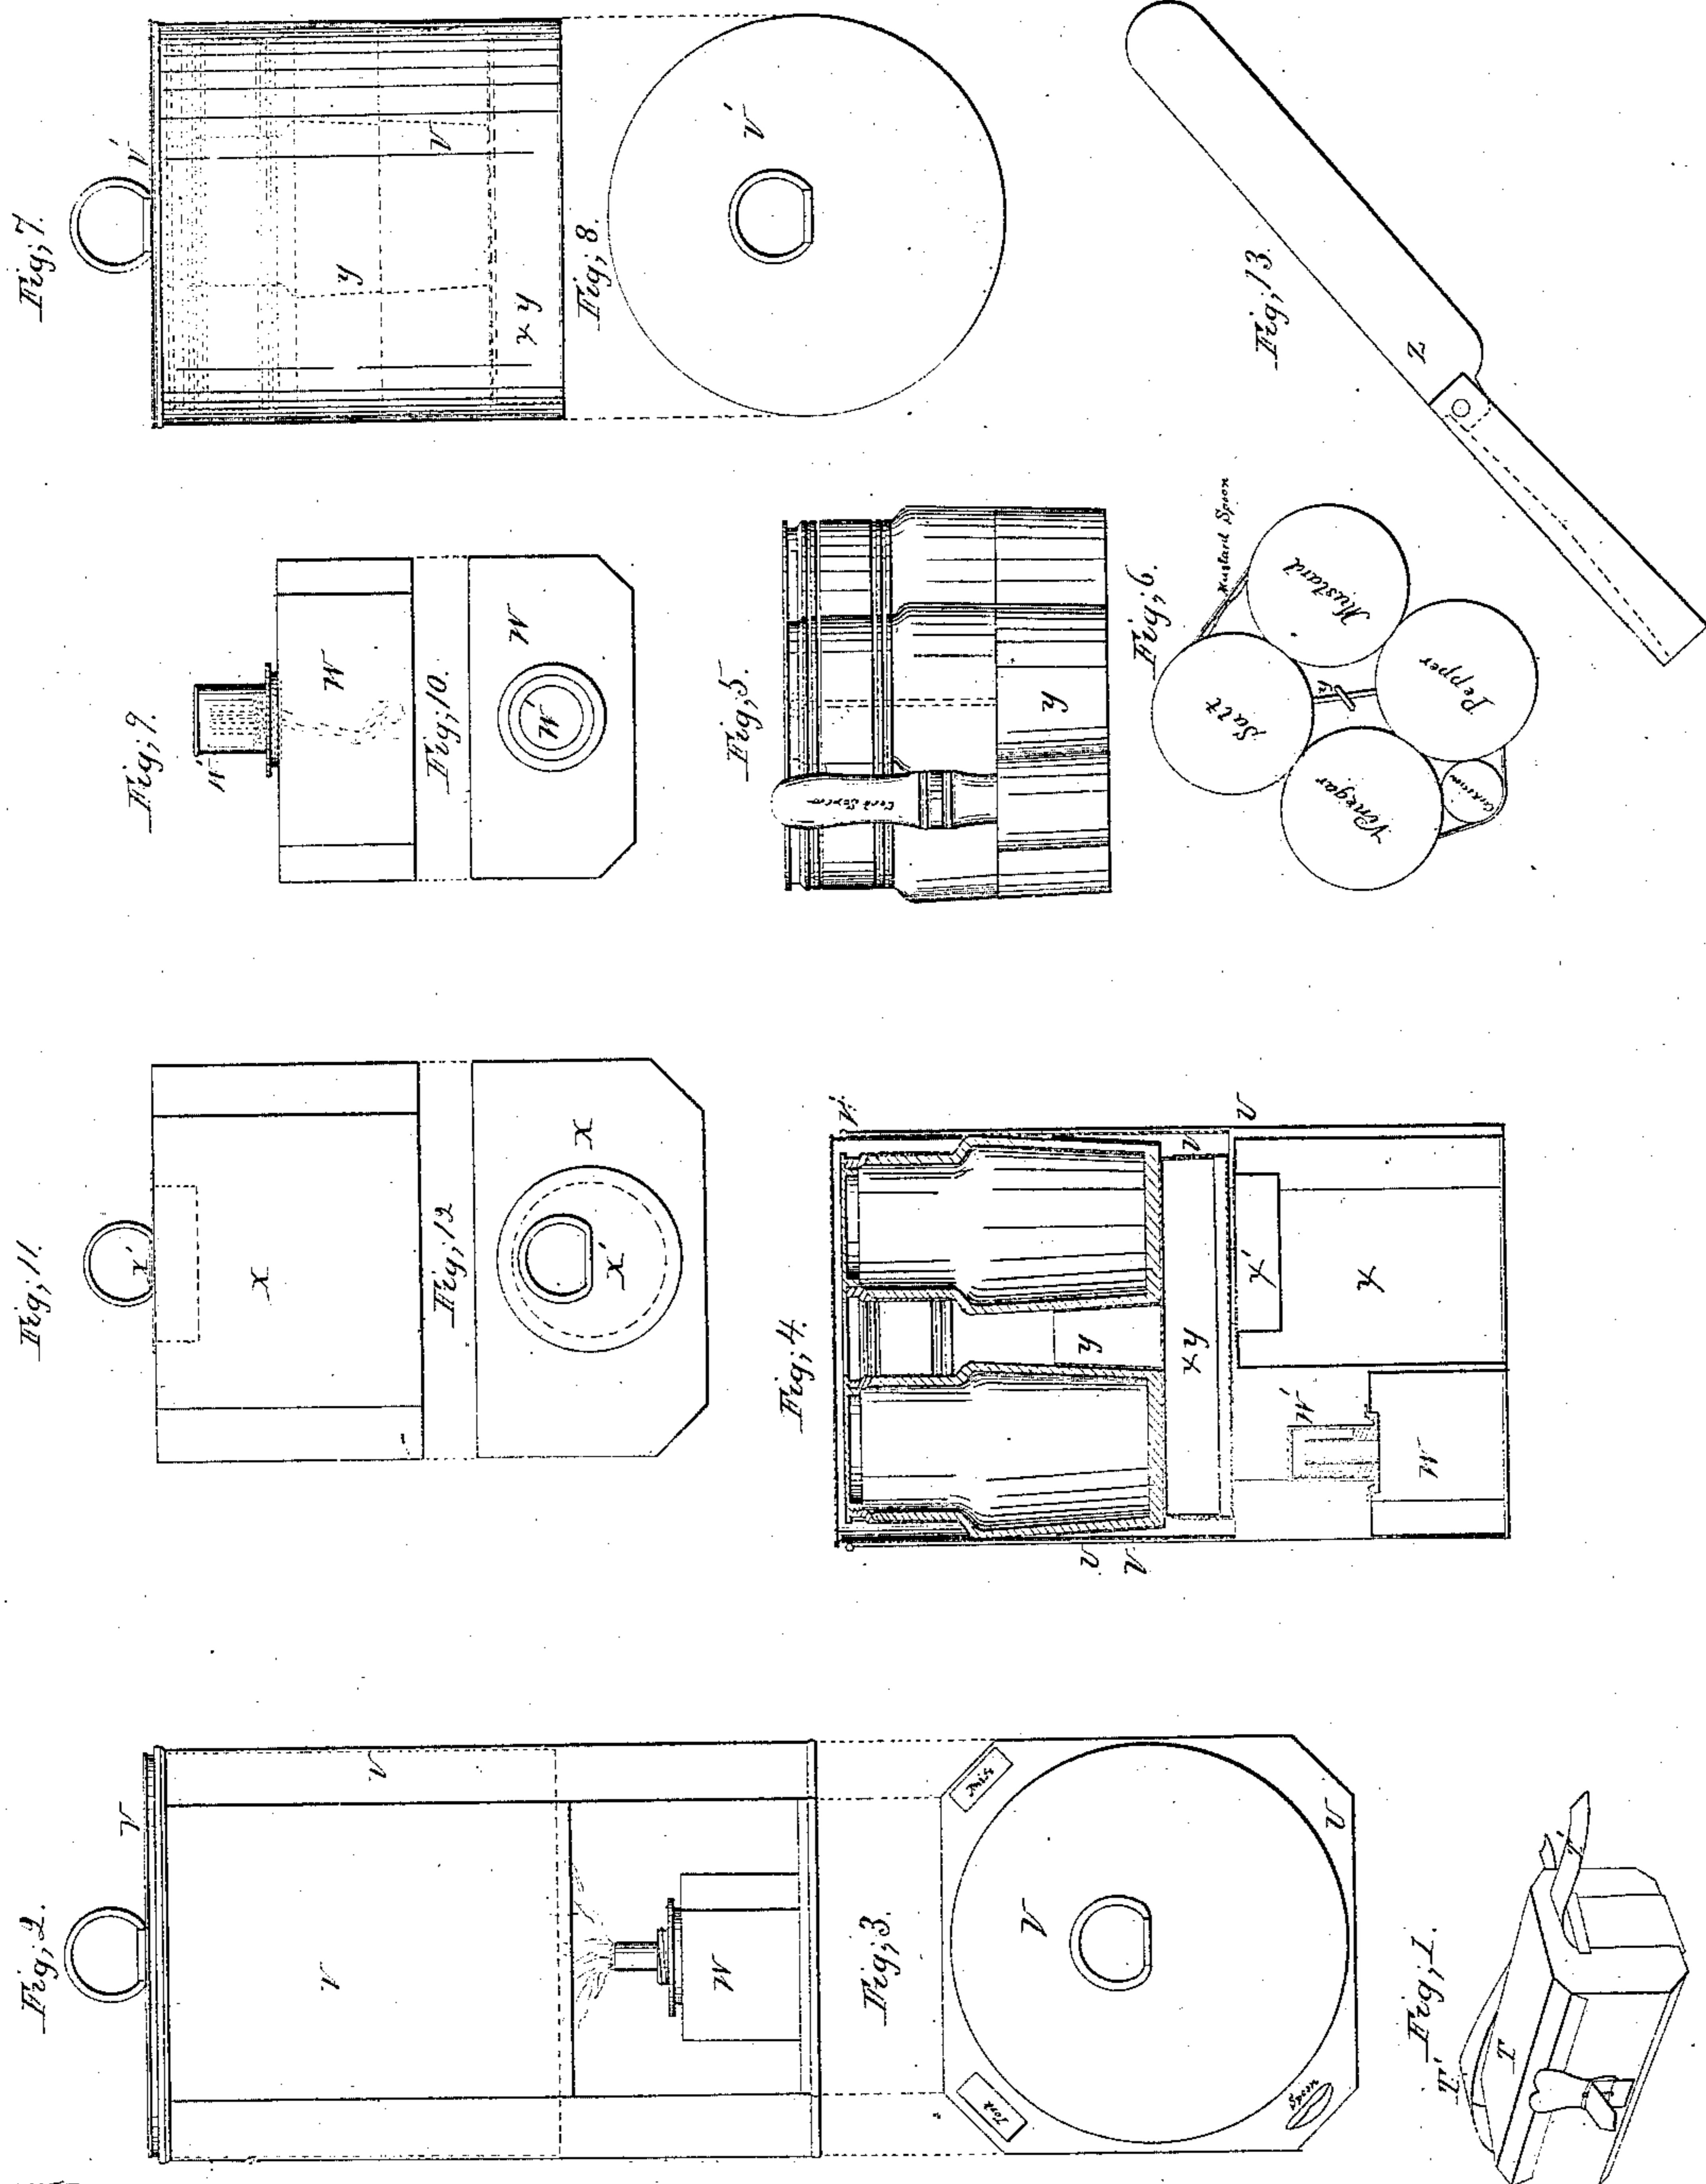 Fig; 7.
V'
y
V
x y
Fig; 8.
V'
Fig; 13.
Z
Fig; 9.
W'
W
Fig; 10.
W
W'
Fig; 5.
y
Fig; 6.
Mustard Spoon
Salt
Mustard
Vinegar
Pepper
Fig; 11.
x'
x
Fig; 12
x
x'
Fig; 4.
V'
U
V
y
x y
x'
x
W'
W
U
V
Fig; 2.
V
V
V
W
Fig; 3.
V
U
Fork
Spoon
Fig; 1.
T'
T
T'